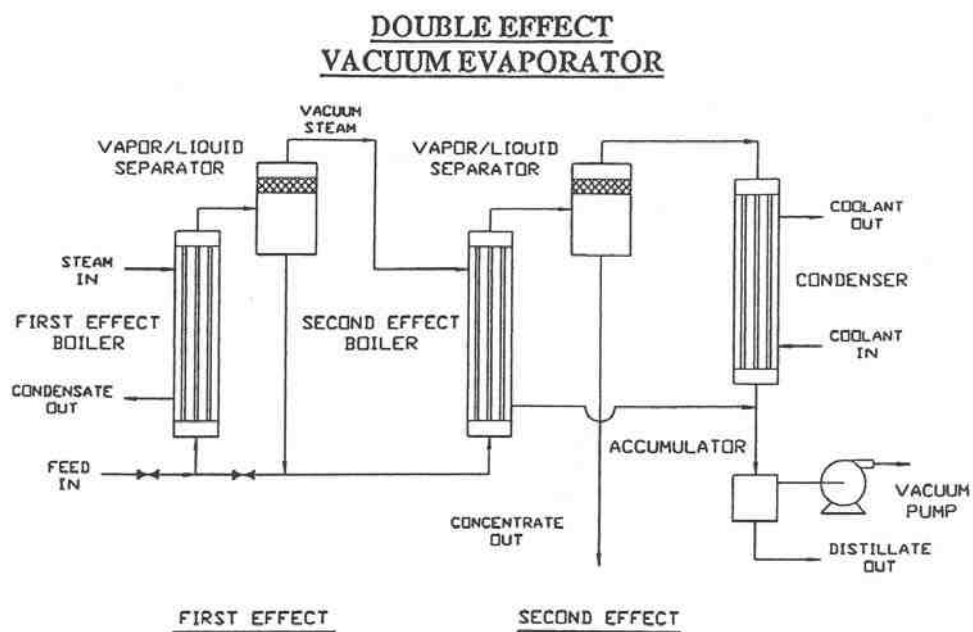 DOUBLE EFFECT
VACUUM EVAPORATOR
VACUUM
STEAM
VAPOR/LIQUID
SEPARATOR
VAPOR/LIQUID
SEPARATOR
COOLANT
OUT
STEAM
IN
CONDENSER
FIRST EFFECT
BOILER
SECOND EFFECT
BOILER
COOLANT
IN
CONDENSATE
OUT
ACCUMULATOR
FEED
IN
VACUUM
PUMP
CONCENTRATE
OUT
DISTILLATE
OUT
FIRST EFFECT
SECOND EFFECT